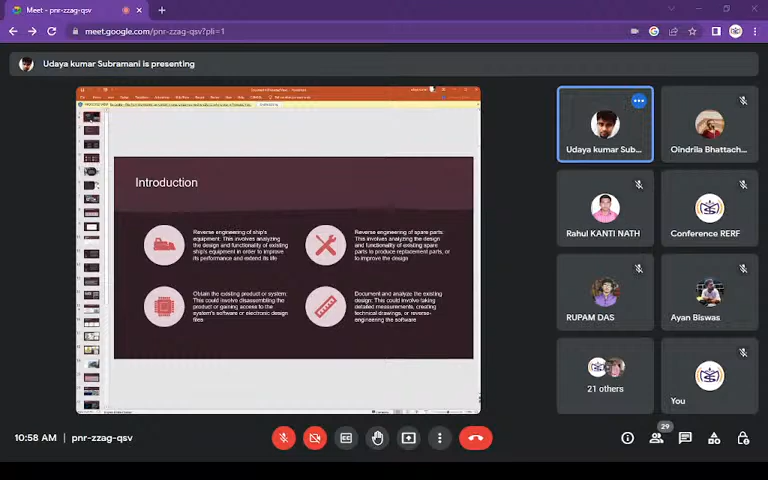 Meet - pnr-zzag-qsv
meet.google.com/pnr-zzag-qsv?pli=1
Udaya kumar Subramani is presenting
Introduction
Reverse engineering of ship's
equipment: This involves analyzing
the design and functionality of existing
ship's equipment in order to improve
its performance and extend its life
Reverse engineering of spare parts:
This involves analyzing the design
and functionality of existing spare
parts to produce replacement parts, or
to improve the design
Obtain the existing product or system:
This could involve disassembling the
product or gaining access to the
system's software or electronic design
files
Document and analyze the existing
design: This could involve taking
detailed measurements, creating
technical drawings, or reverse-
engineering the software
Udaya kumar Sub...
Oindrila Bhattach...
Rahul KANTI NATH
Conference RERF
RUPAM DAS
Ayan Biswas
21 others
You
10:58 AM | pnr-zzag-qsv
29